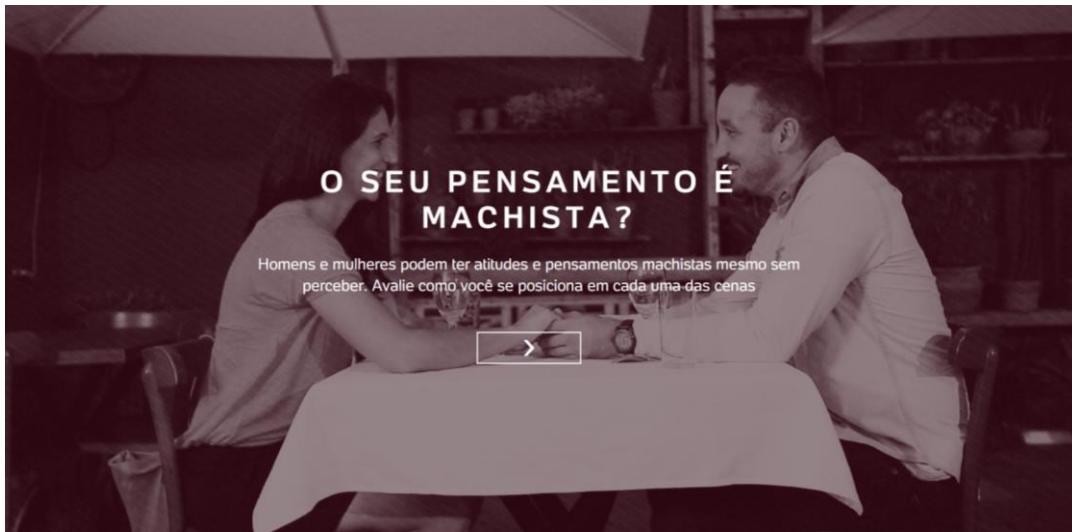 O SEU PENSAMENTO É
MACHISTA?
Homens e mulheres podem ter atitudes e pensamentos machistas mesmo sem
perceber. Avalie como você se posiciona em cada uma das cenas